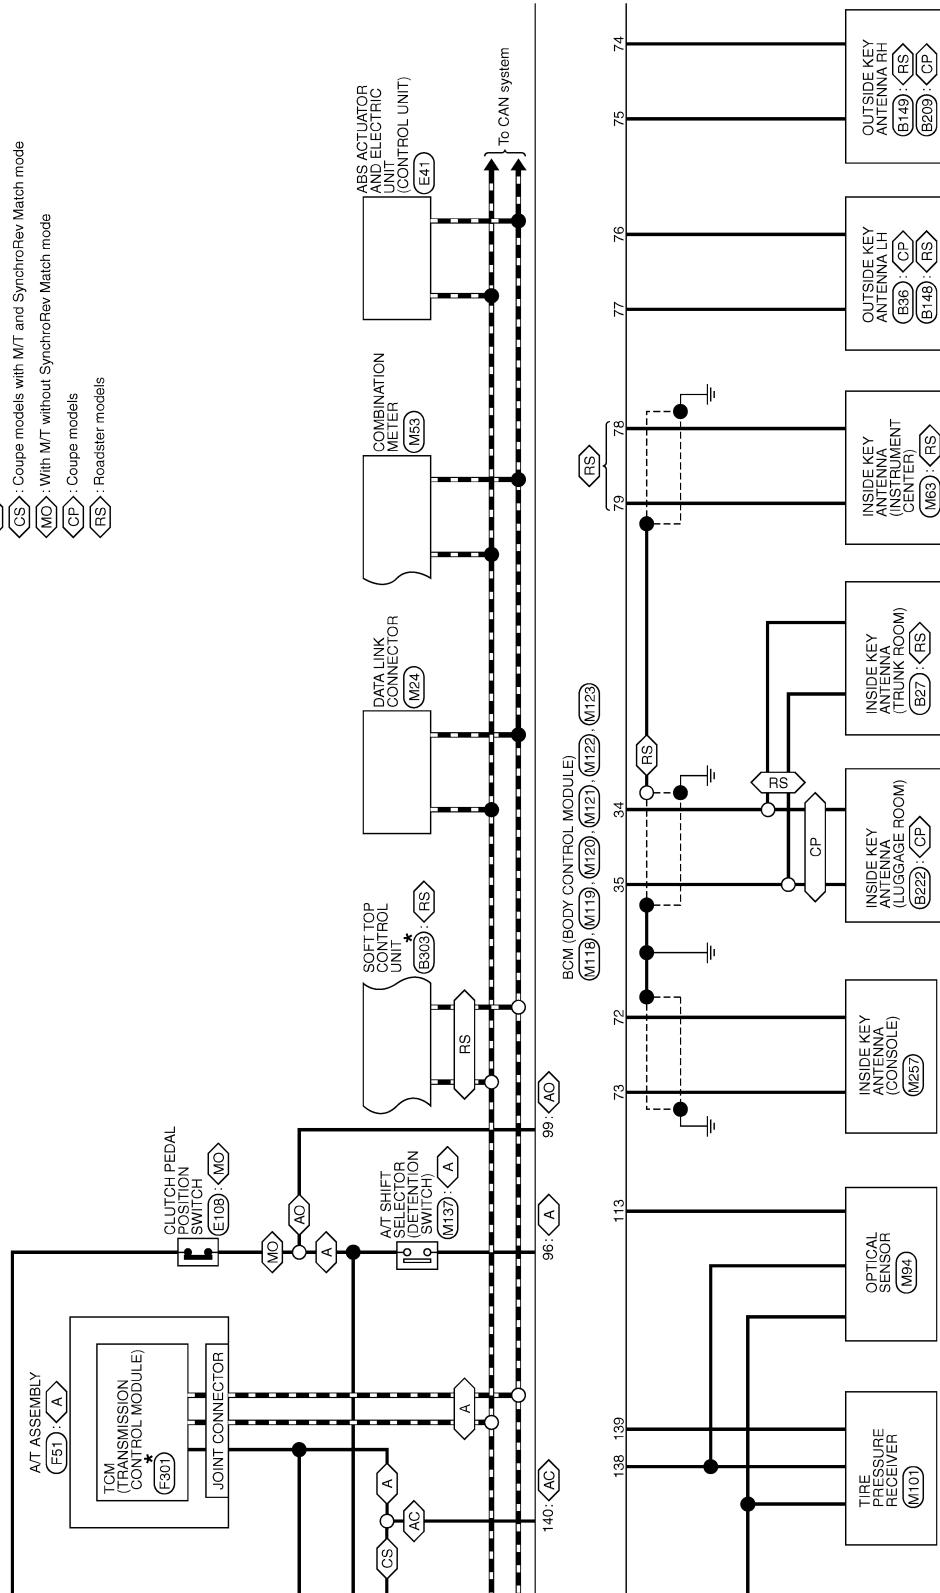 CS : Coupe models with M/T and SynchroRev Match mode
MO : With M/T without SynchroRev Match mode
CP : Coupe models
RS : Roadster models
A/T ASSEMBLY
F51 : A
TCM
(TRANSMISSION
CONTROL MODULE)
*
F301
JOINT CONNECTOR
CLUTCH PEDAL
POSITION
SWITCH
E108 : MO
MO
AO
A
A/T SHIFT
SELECTOR
(DETENTION
SWITCH)
M137 : A
SOFT TOP
CONTROL
UNIT *
B303 : RS
RS
DATA LINK
CONNECTOR
M24
COMBINATION
METER
M53
ABS ACTUATOR
AND ELECTRIC
UNIT
(CONTROL UNIT)
E41
To CAN system
A
A
CS
AC
140 : AC
96 : A
99 : AO
BCM (BODY CONTROL MODULE)
M118 , M119 , M120 , M121 , M122 , M123
138
139
113
73
72
35
34
79
78
77
76
75
74
RS
RS
RS
CP
TIRE
PRESSURE
RECEIVER
M101
OPTICAL
SENSOR
M94
INSIDE KEY
ANTENNA
(CONSOLE)
M257
INSIDE KEY
ANTENNA
(LUGGAGE ROOM)
B222 : CP
INSIDE KEY
ANTENNA
(TRUNK ROOM)
B27 : RS
INSIDE KEY
ANTENNA
(INSTRUMENT
CENTER)
M63 : RS
OUTSIDE KEY
ANTENNA LH
B36 : CP
B148 : RS
OUTSIDE KEY
ANTENNA RH
B149 : RS
B209 : CP